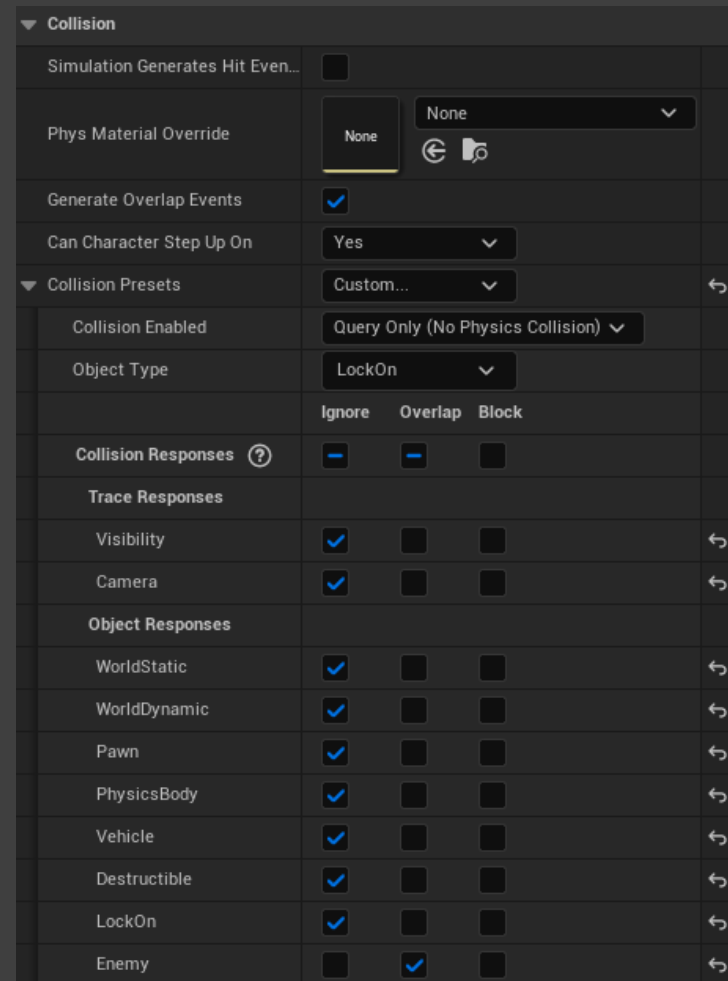 Collision
Simulation Generates Hit Even...
Phys Material Override
None
None
Generate Overlap Events
Can Character Step Up On Yes
Collision Presets Custom...
Collision Enabled Query Only (No Physics Collision)
Object Type LockOn
Ignore Overlap Block
Collision Responses ?
Trace Responses
Visibility
Camera
Object Responses
WorldStatic
WorldDynamic
Pawn
PhysicsBody
Vehicle
Destructible
LockOn
Enemy